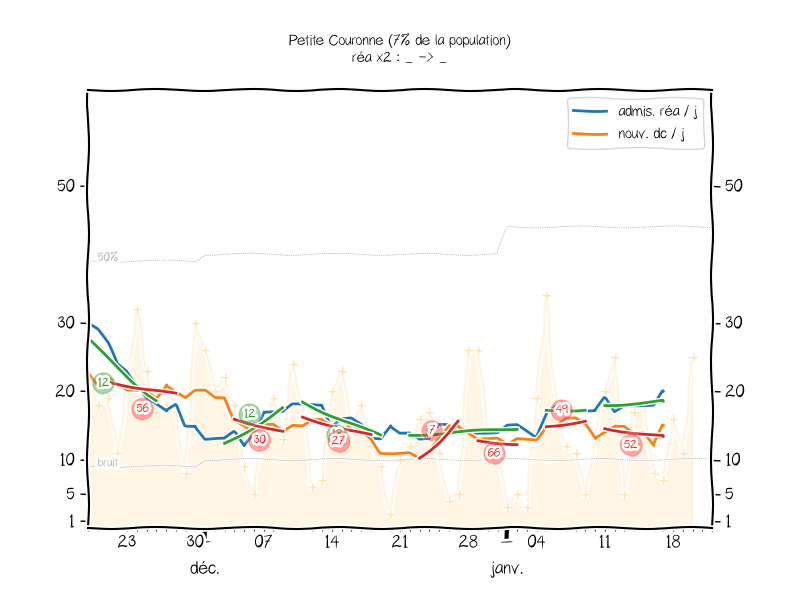 Petite Couronne (7% de la population)
réa x2 : _ -> _
admis. réa / j
nouv. dc / j
50 50
50%
30 30
20 20
12 56 12 30 27 7 66 49 52
bruit
10 10
5 5
1 1
23 30 07 14 21 28 04 11 18
déc. janv.